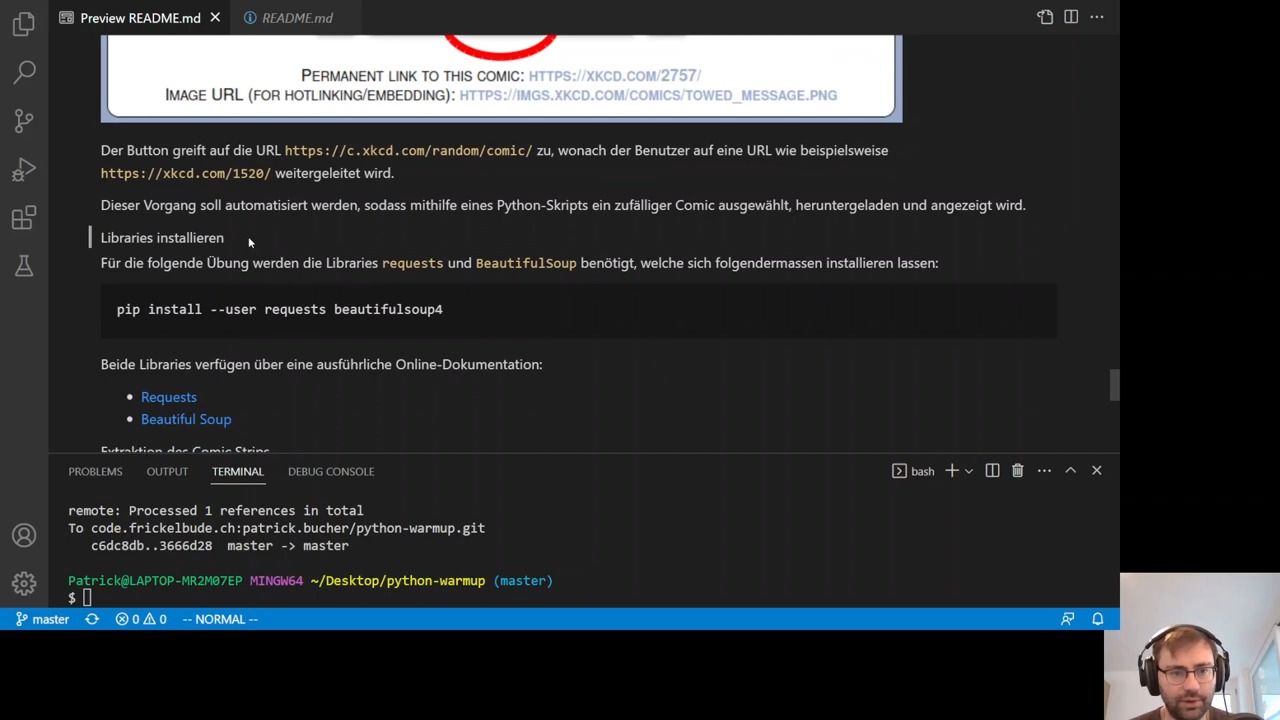 Preview README.md
README.md
PERMANENT LINK TO THIS COMIC: HTTPS://XKCD.COM/2757/
IMAGE URL (FOR HOTLINKING/EMBEDDING): HTTPS://IMGS.XKCD.COM/COMICS/TOWED_MESSAGE.PNG
Der Button greift auf die URL https://c.xkcd.com/random/comic/ zu, wonach der Benutzer auf eine URL wie beispielsweise
https://xkcd.com/1520/ weitergeleitet wird.
Dieser Vorgang soll automatisiert werden, sodass mithilfe eines Python-Skripts ein zufälliger Comic ausgewählt, heruntergeladen und angezeigt wird.
Libraries installieren
Für die folgende Übung werden die Libraries requests und BeautifulSoup benötigt, welche sich folgendermassen installieren lassen:
pip install --user requests beautifulsoup4
Beide Libraries verfügen über eine ausführliche Online-Dokumentation:
• Requests
• Beautiful Soup
Extraktion des Comic Strips
PROBLEMS OUTPUT TERMINAL DEBUG CONSOLE bash
remote: Processed 1 references in total
To code.frickelbude.ch:patrick.bucher/python-warmup.git
c6dc8db..3666d28 master -> master
Patrick@LAPTOP-MR2M07EP MINGW64 ~/Desktop/python-warmup (master)
$
master 0 0 -- NORMAL --